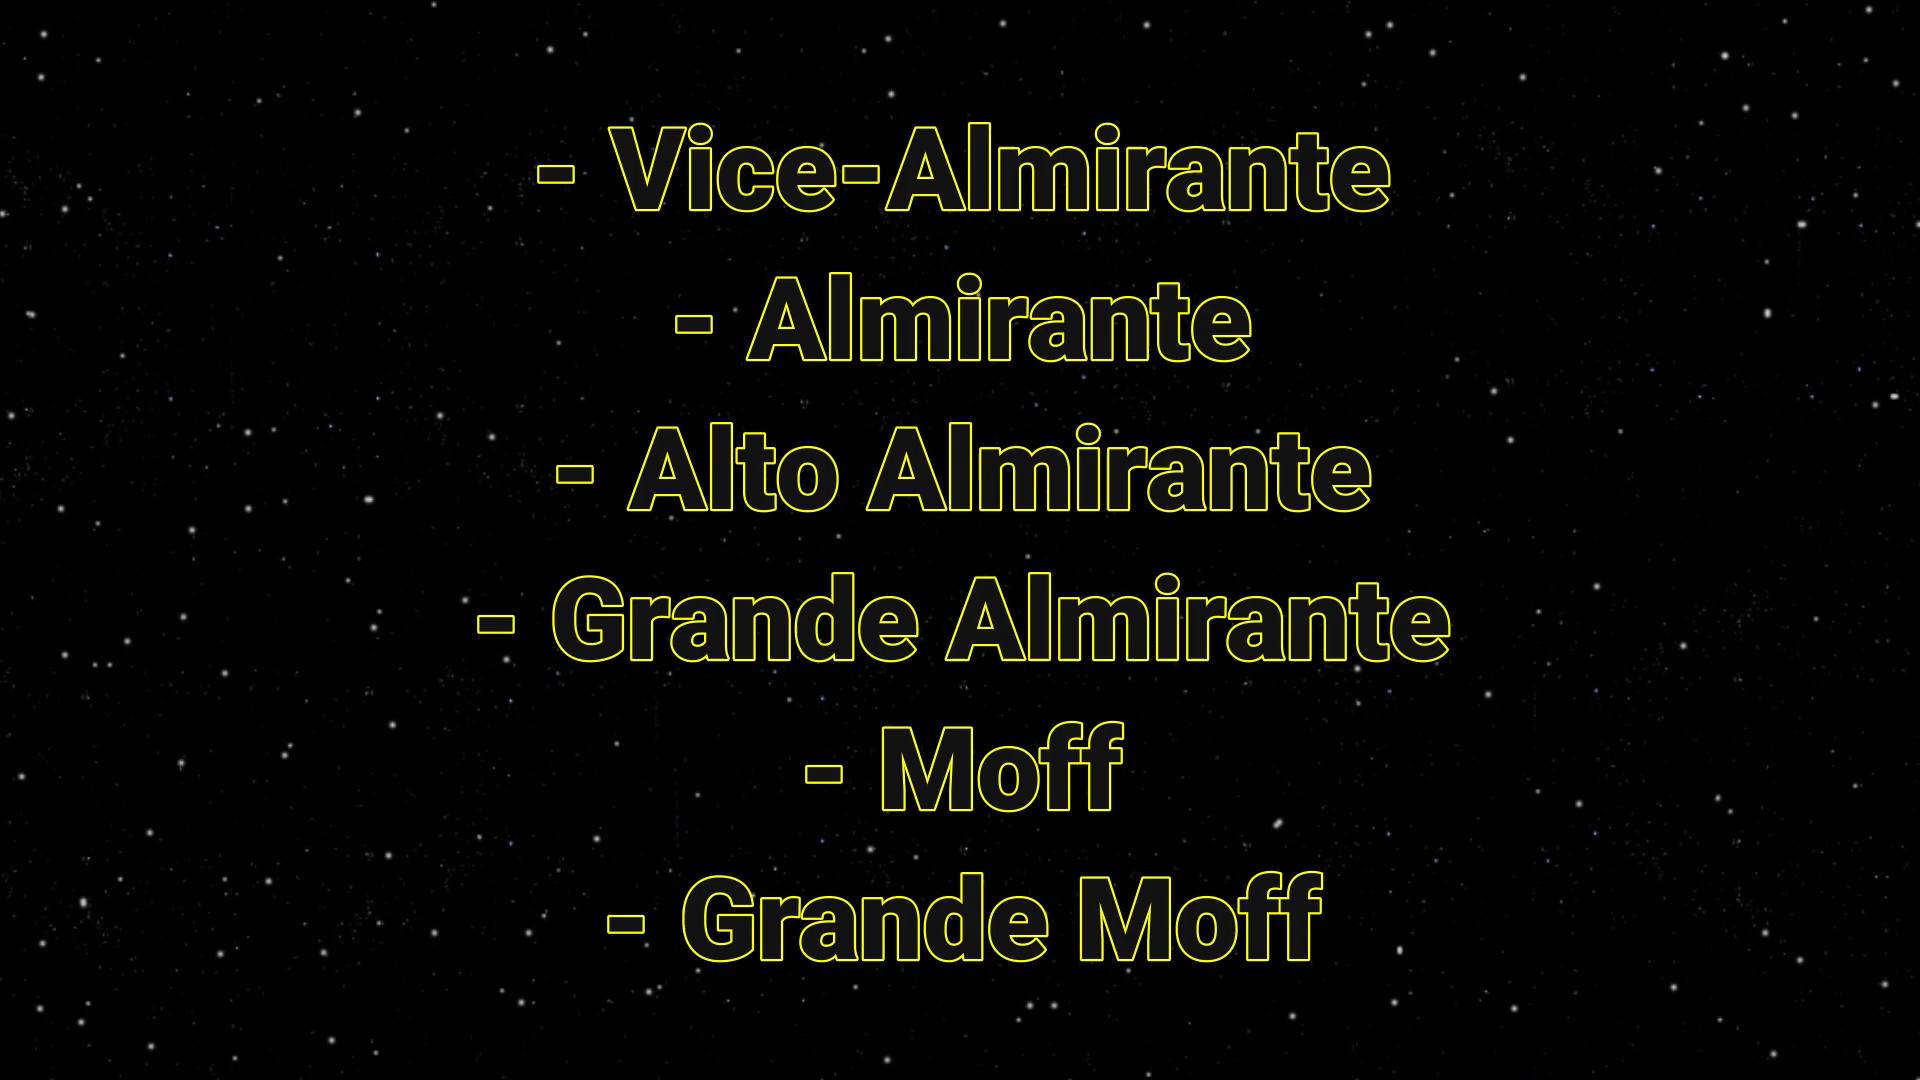 - Vice-Almirante
- Almirante
- Alto Almirante
- Grande Almirante
- Moff
- Grande Moff